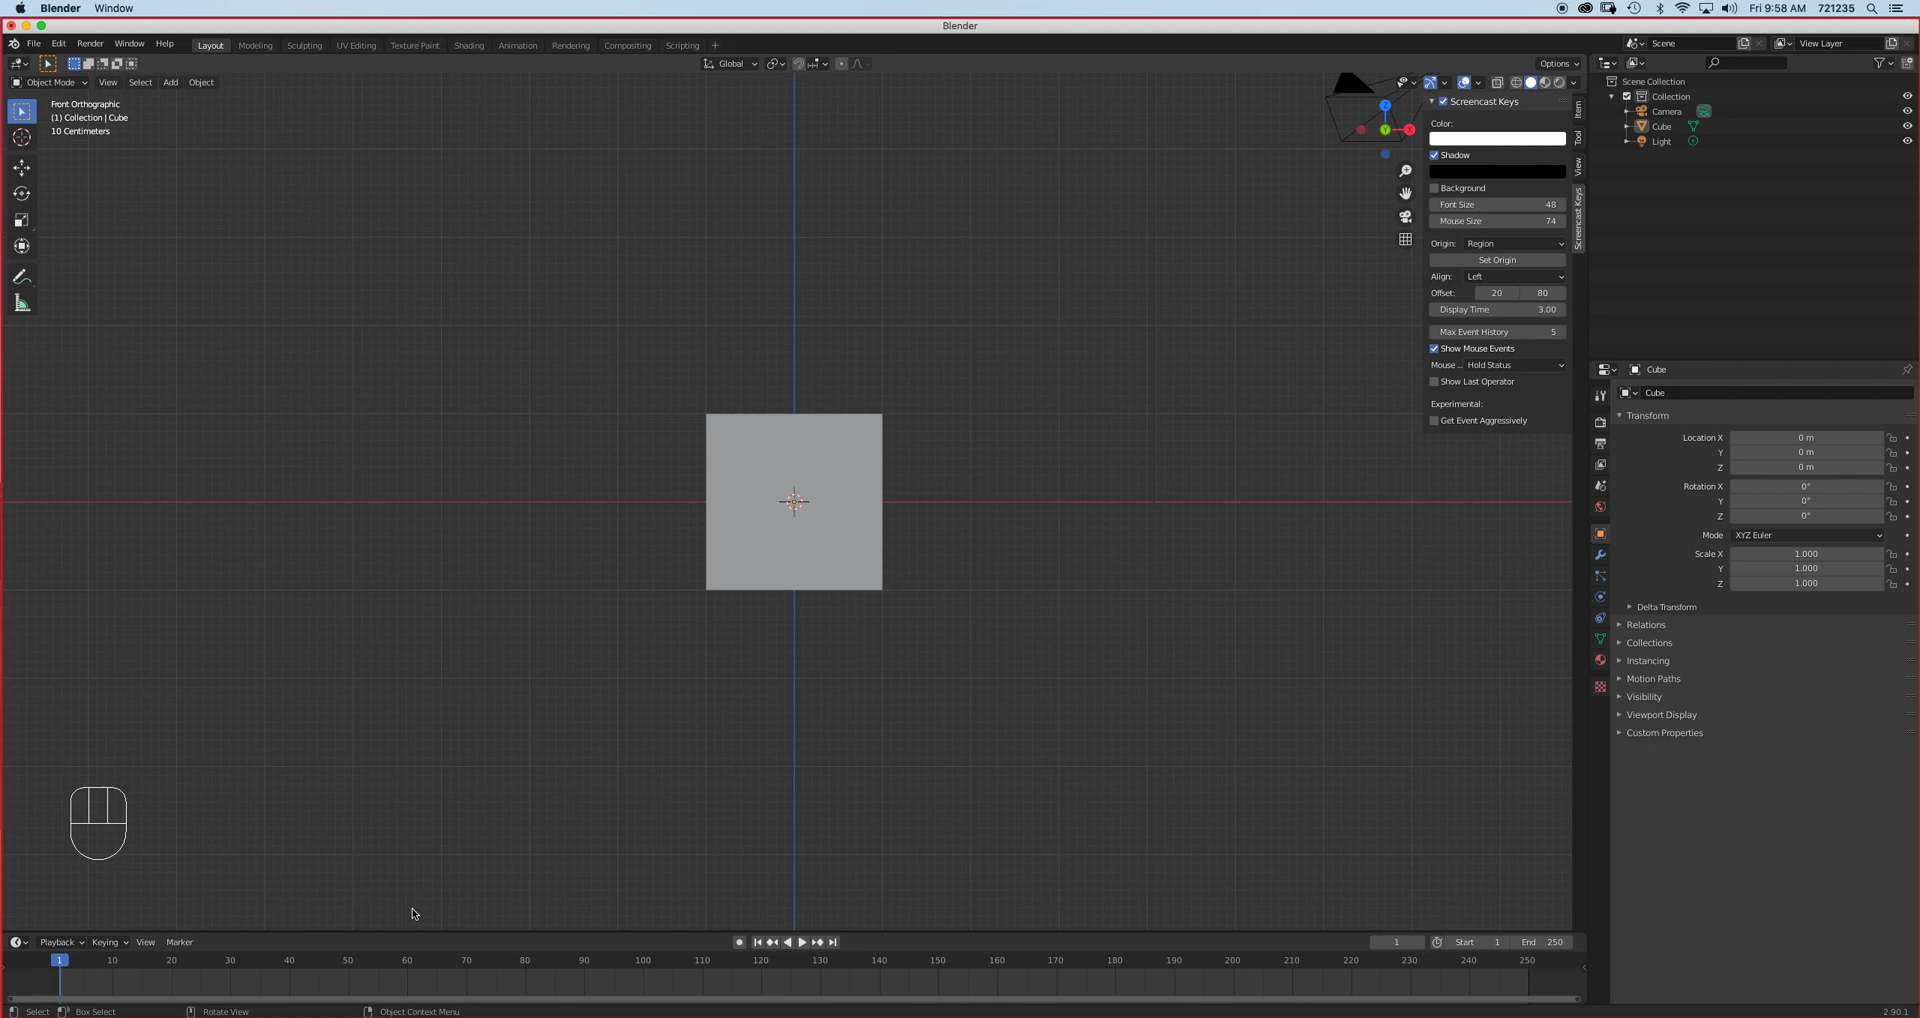 Blender Window Fri 9:58 AM 721235
Blender
File Edit Render Window Help Layout Modeling Sculpting UV Editing Texture Paint Shading Animation Rendering Compositing Scripting + Scene View Layer
Global Options
Object Mode View Select Add Object
Front Orthographic
(1) Collection | Cube
10 Centimeters
Z
Y
X
Screencast Keys
Color:
Shadow
Background
Font Size 48
Mouse Size 74
Origin: Region
Set Origin
Align: Left
Offset: 20 80
Display Time 3.00
Max Event History 5
Show Mouse Events
Mouse ... Hold Status
Show Last Operator
Experimental:
Get Event Aggressively
Item
Tool
View
Screencast Keys
Scene Collection
Collection
Camera
Cube
Light
Cube
Cube
Transform
Location X 0 m
Y 0 m
Z 0 m
Rotation X 0°
Y 0°
Z 0°
Mode XYZ Euler
Scale X 1.000
Y 1.000
Z 1.000
Delta Transform
Relations
Collections
Instancing
Motion Paths
Visibility
Viewport Display
Custom Properties
Playback Keying View Marker 1 Start 1 End 250
1 10 20 30 40 50 60 70 80 90 100 110 120 130 140 150 160 170 180 190 200 210 220 230 240 250
Select Box Select Rotate View Object Context Menu 2.90.1